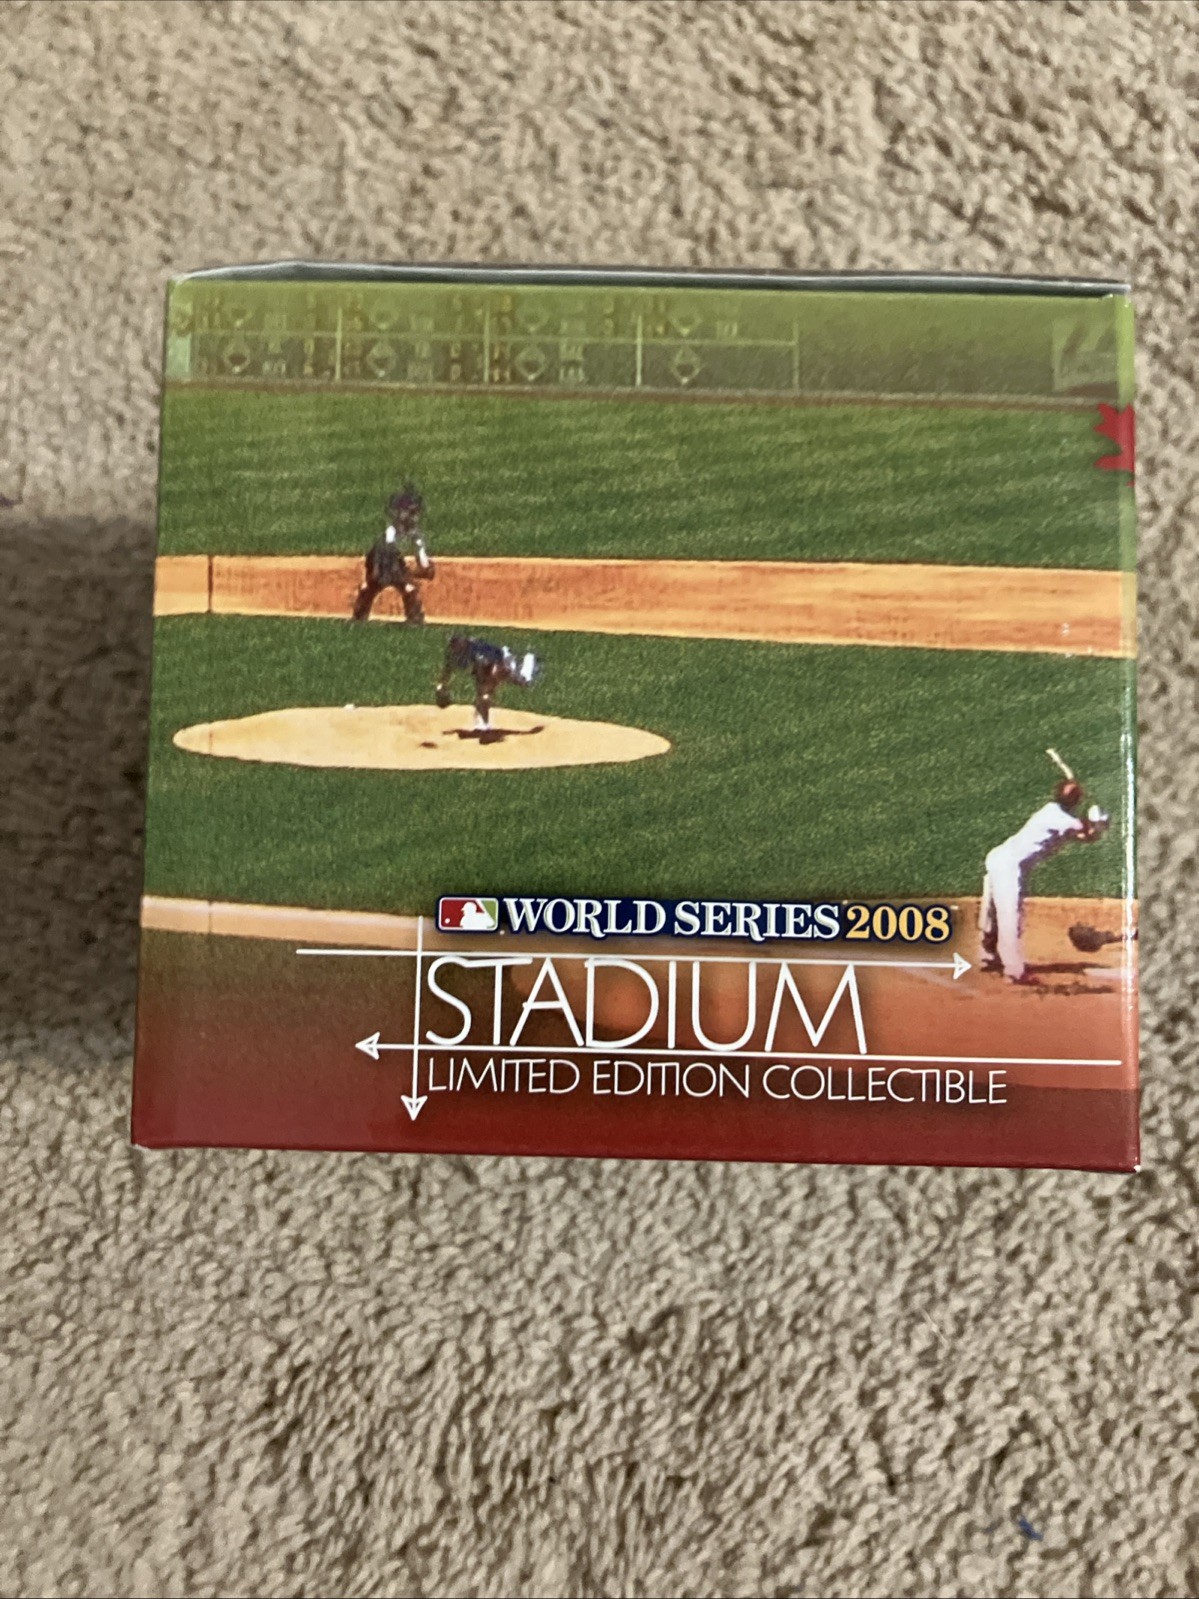 WORLD SERIES 2008
STADIUM
LIMITED EDITION COLLECTIBLE